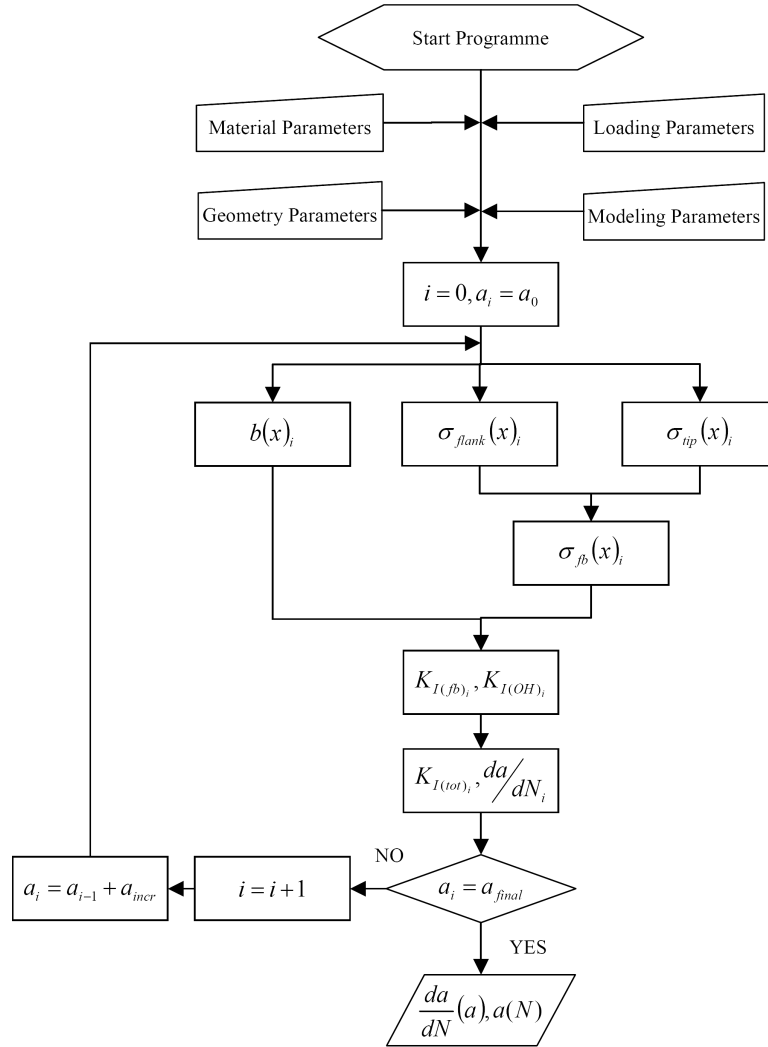 Start Programme
Material Parameters
Loading Parameters
Geometry Parameters
Modeling Parameters
i = 0, a_i = a_0
b(x)_i
σ_flank(x)_i
σ_tip(x)_i
σ_fb(x)_i
K_I(fb)_i, K_I(OH)_i
K_I(tot)_i, da/dN_i
NO
a_i = a_{i-1} + a_incr
i = i + 1
a_i = a_final
YES
da/dN (a), a(N)